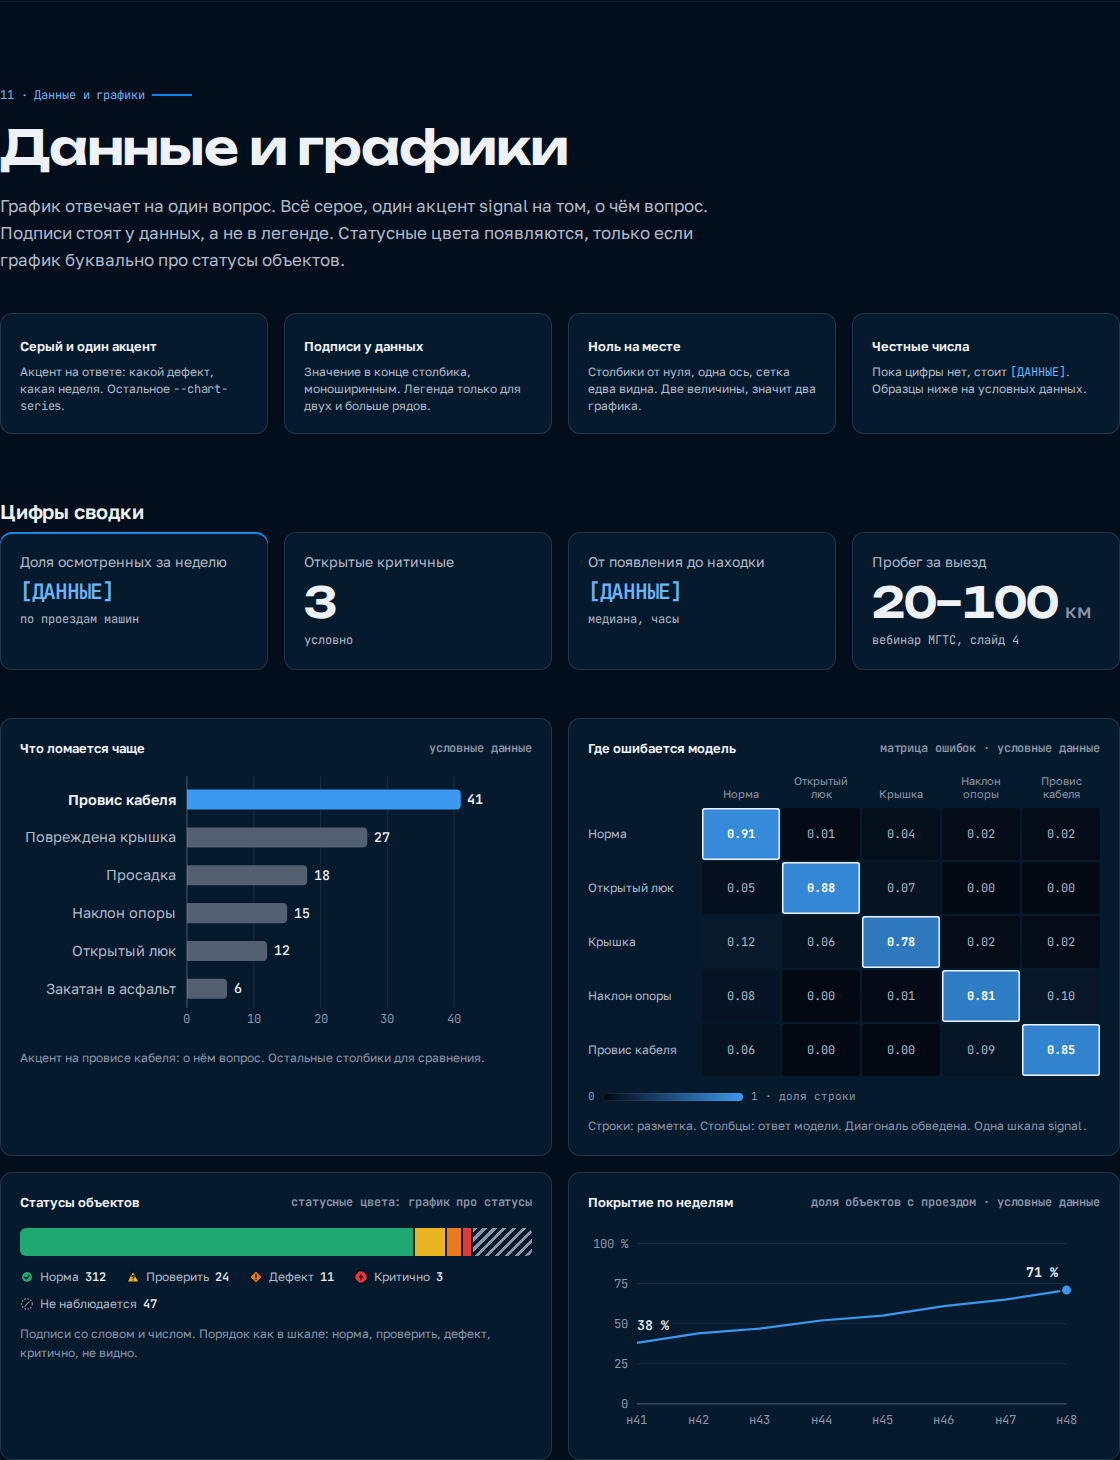 11 · Данные и графики
Данные и графики
График отвечает на один вопрос. Всё серое, один акцент signal на том, о чём вопрос.
Подписи стоят у данных, а не в легенде. Статусные цвета появляются, только если
график буквально про статусы объектов.
Серый и один акцент
Акцент на ответе: какой дефект,
какая неделя. Остальное --chart-
series.
Подписи у данных
Значение в конце столбика,
моноширинным. Легенда только для
двух и больше рядов.
Ноль на месте
Столбики от нуля, одна ось, сетка
едва видна. Две величины, значит два
графика.
Честные числа
Пока цифры нет, стоит [ДАННЫЕ].
Образцы ниже на условных данных.
Цифры сводки
Доля осмотренных за неделю
[ДАННЫЕ]
по проездам машин
Открытые критичные
3
условно
От появления до находки
[ДАННЫЕ]
медиана, часы
Пробег за выезд
20–100 км
вебинар МГТС, слайд 4
Что ломается чаще
условные данные
Провис кабеля 41
Повреждена крышка 27
Просадка 18
Наклон опоры 15
Открытый люк 12
Закатан в асфальт 6
0 10 20 30 40
Акцент на провисе кабеля: о нём вопрос. Остальные столбики для сравнения.
Где ошибается модель
матрица ошибок · условные данные
Открытый Наклон Провис
Норма люк Крышка опоры кабеля
Норма 0.91 0.01 0.04 0.02 0.02
Открытый люк 0.05 0.88 0.07 0.00 0.00
Крышка 0.12 0.06 0.78 0.02 0.02
Наклон опоры 0.08 0.00 0.01 0.81 0.10
Провис кабеля 0.06 0.00 0.00 0.09 0.85
0 1 · доля строки
Строки: разметка. Столбцы: ответ модели. Диагональ обведена. Одна шкала signal.
Статусы объектов
статусные цвета: график про статусы
Норма 312 Проверить 24 Дефект 11 Критично 3
Не наблюдается 47
Подписи со словом и числом. Порядок как в шкале: норма, проверить, дефект,
критично, не видно.
Покрытие по неделям
доля объектов с проездом · условные данные
100 %
71 %
75
50 38 %
25
0
н41 н42 н43 н44 н45 н46 н47 н48